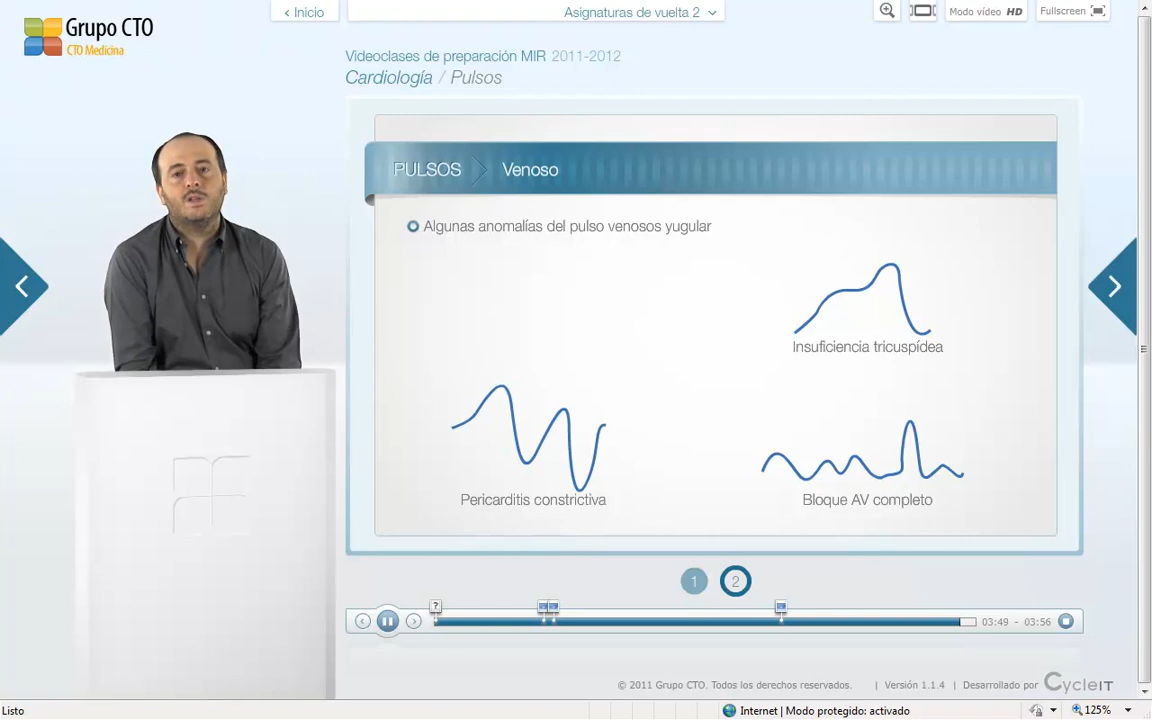 Grupo CTO
CTO Medicina
‹ Inicio
Asignaturas de vuelta 2
Modo vídeo HD
Fullscreen
Videoclases de preparación MIR 2011-2012
Cardiología / Pulsos
PULSOS
Venoso
Algunas anomalías del pulso venosos yugular
Insuficiencia tricuspídea
Pericarditis constrictiva
Bloque AV completo
1
2
?
03:49 - 03:56
© 2011 Grupo CTO. Todos los derechos reservados. | Versión 1.1.4 | Desarrollado por CycleIT
Listo
Internet | Modo protegido: activado
125%